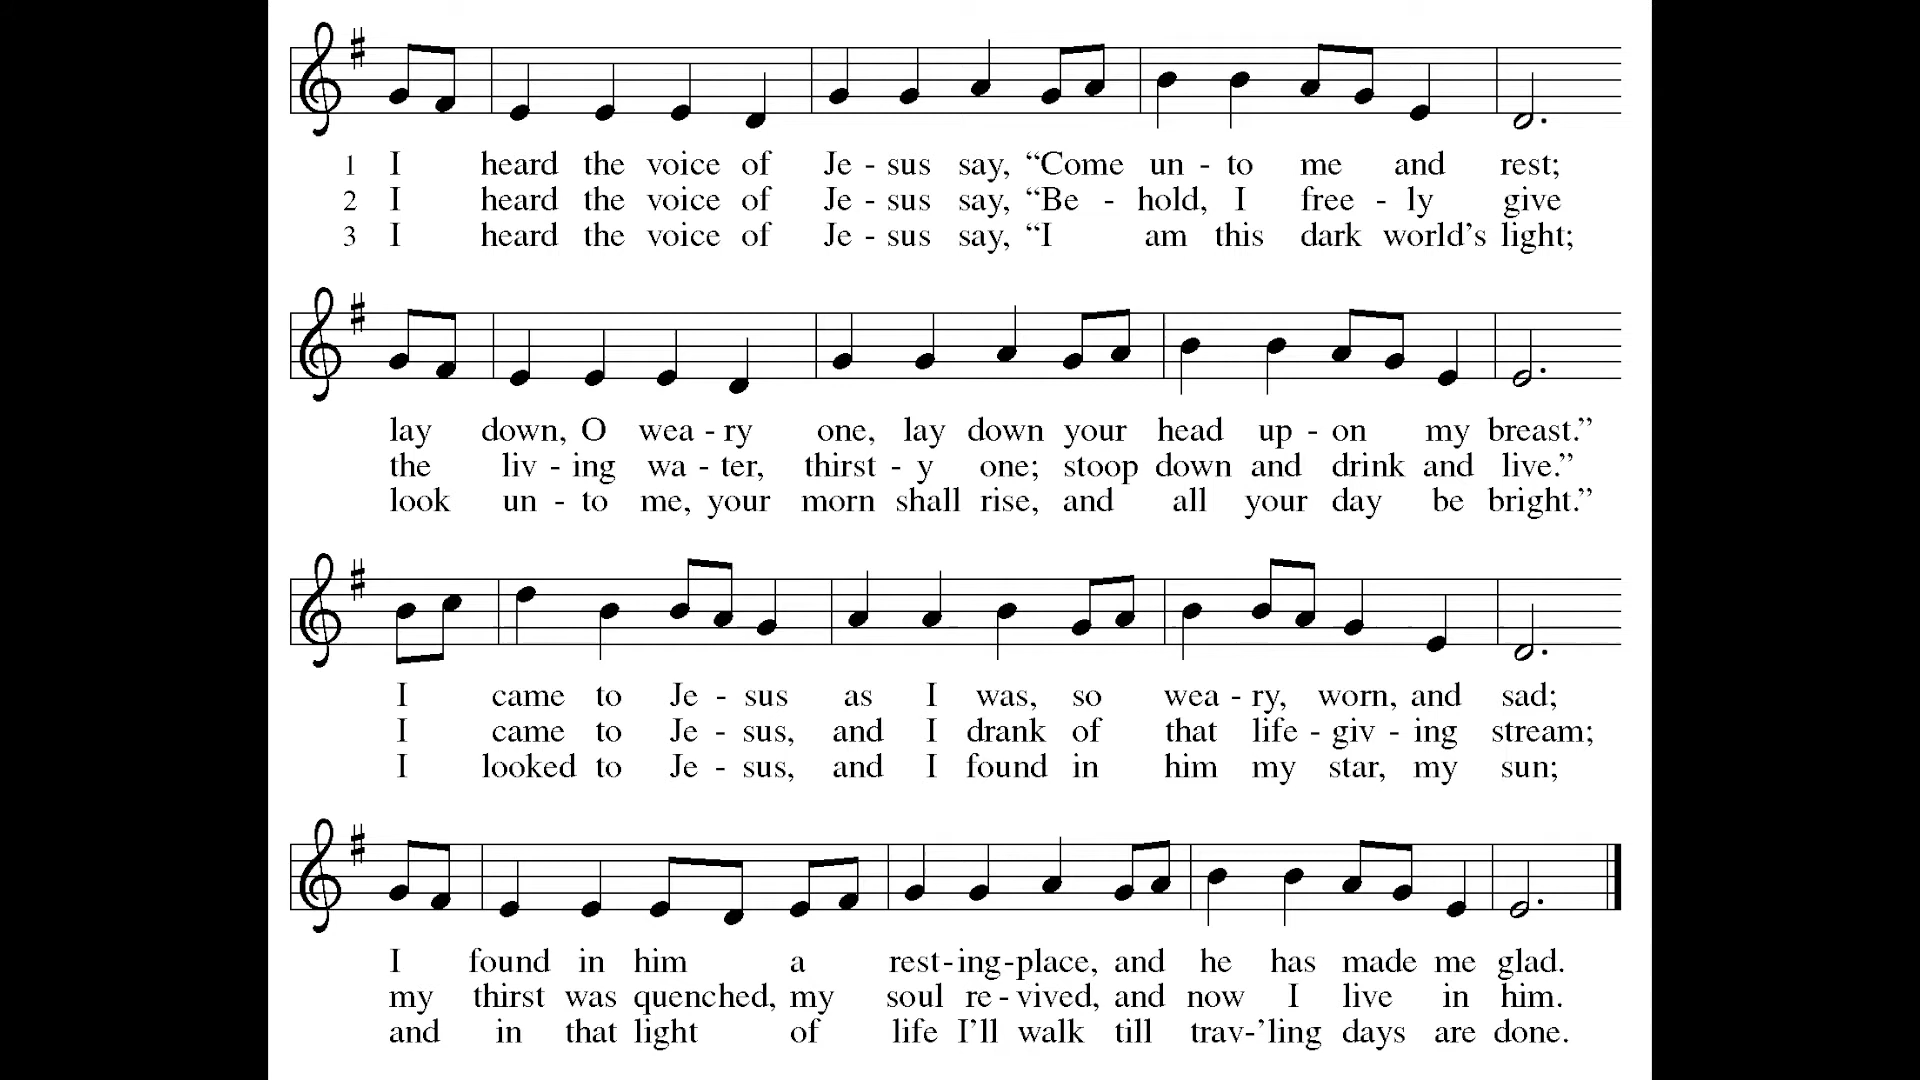 1 I heard the voice of Je - sus say, “Come un - to me and rest;
2 I heard the voice of Je - sus say, “Be - hold, I free - ly give
3 I heard the voice of Je - sus say, “I am this dark world’s light;
lay down, O wea - ry one, lay down your head up - on my breast.”
the liv - ing wa - ter, thirst - y one; stoop down and drink and live.”
look un - to me, your morn shall rise, and all your day be bright.”
I came to Je - sus as I was, so wea - ry, worn, and sad;
I came to Je - sus, and I drank of that life - giv - ing stream;
I looked to Je - sus, and I found in him my star, my sun;
I found in him a rest - ing - place, and he has made me glad.
my thirst was quenched, my soul re - vived, and now I live in him.
and in that light of life I’ll walk till trav - ’ling days are done.